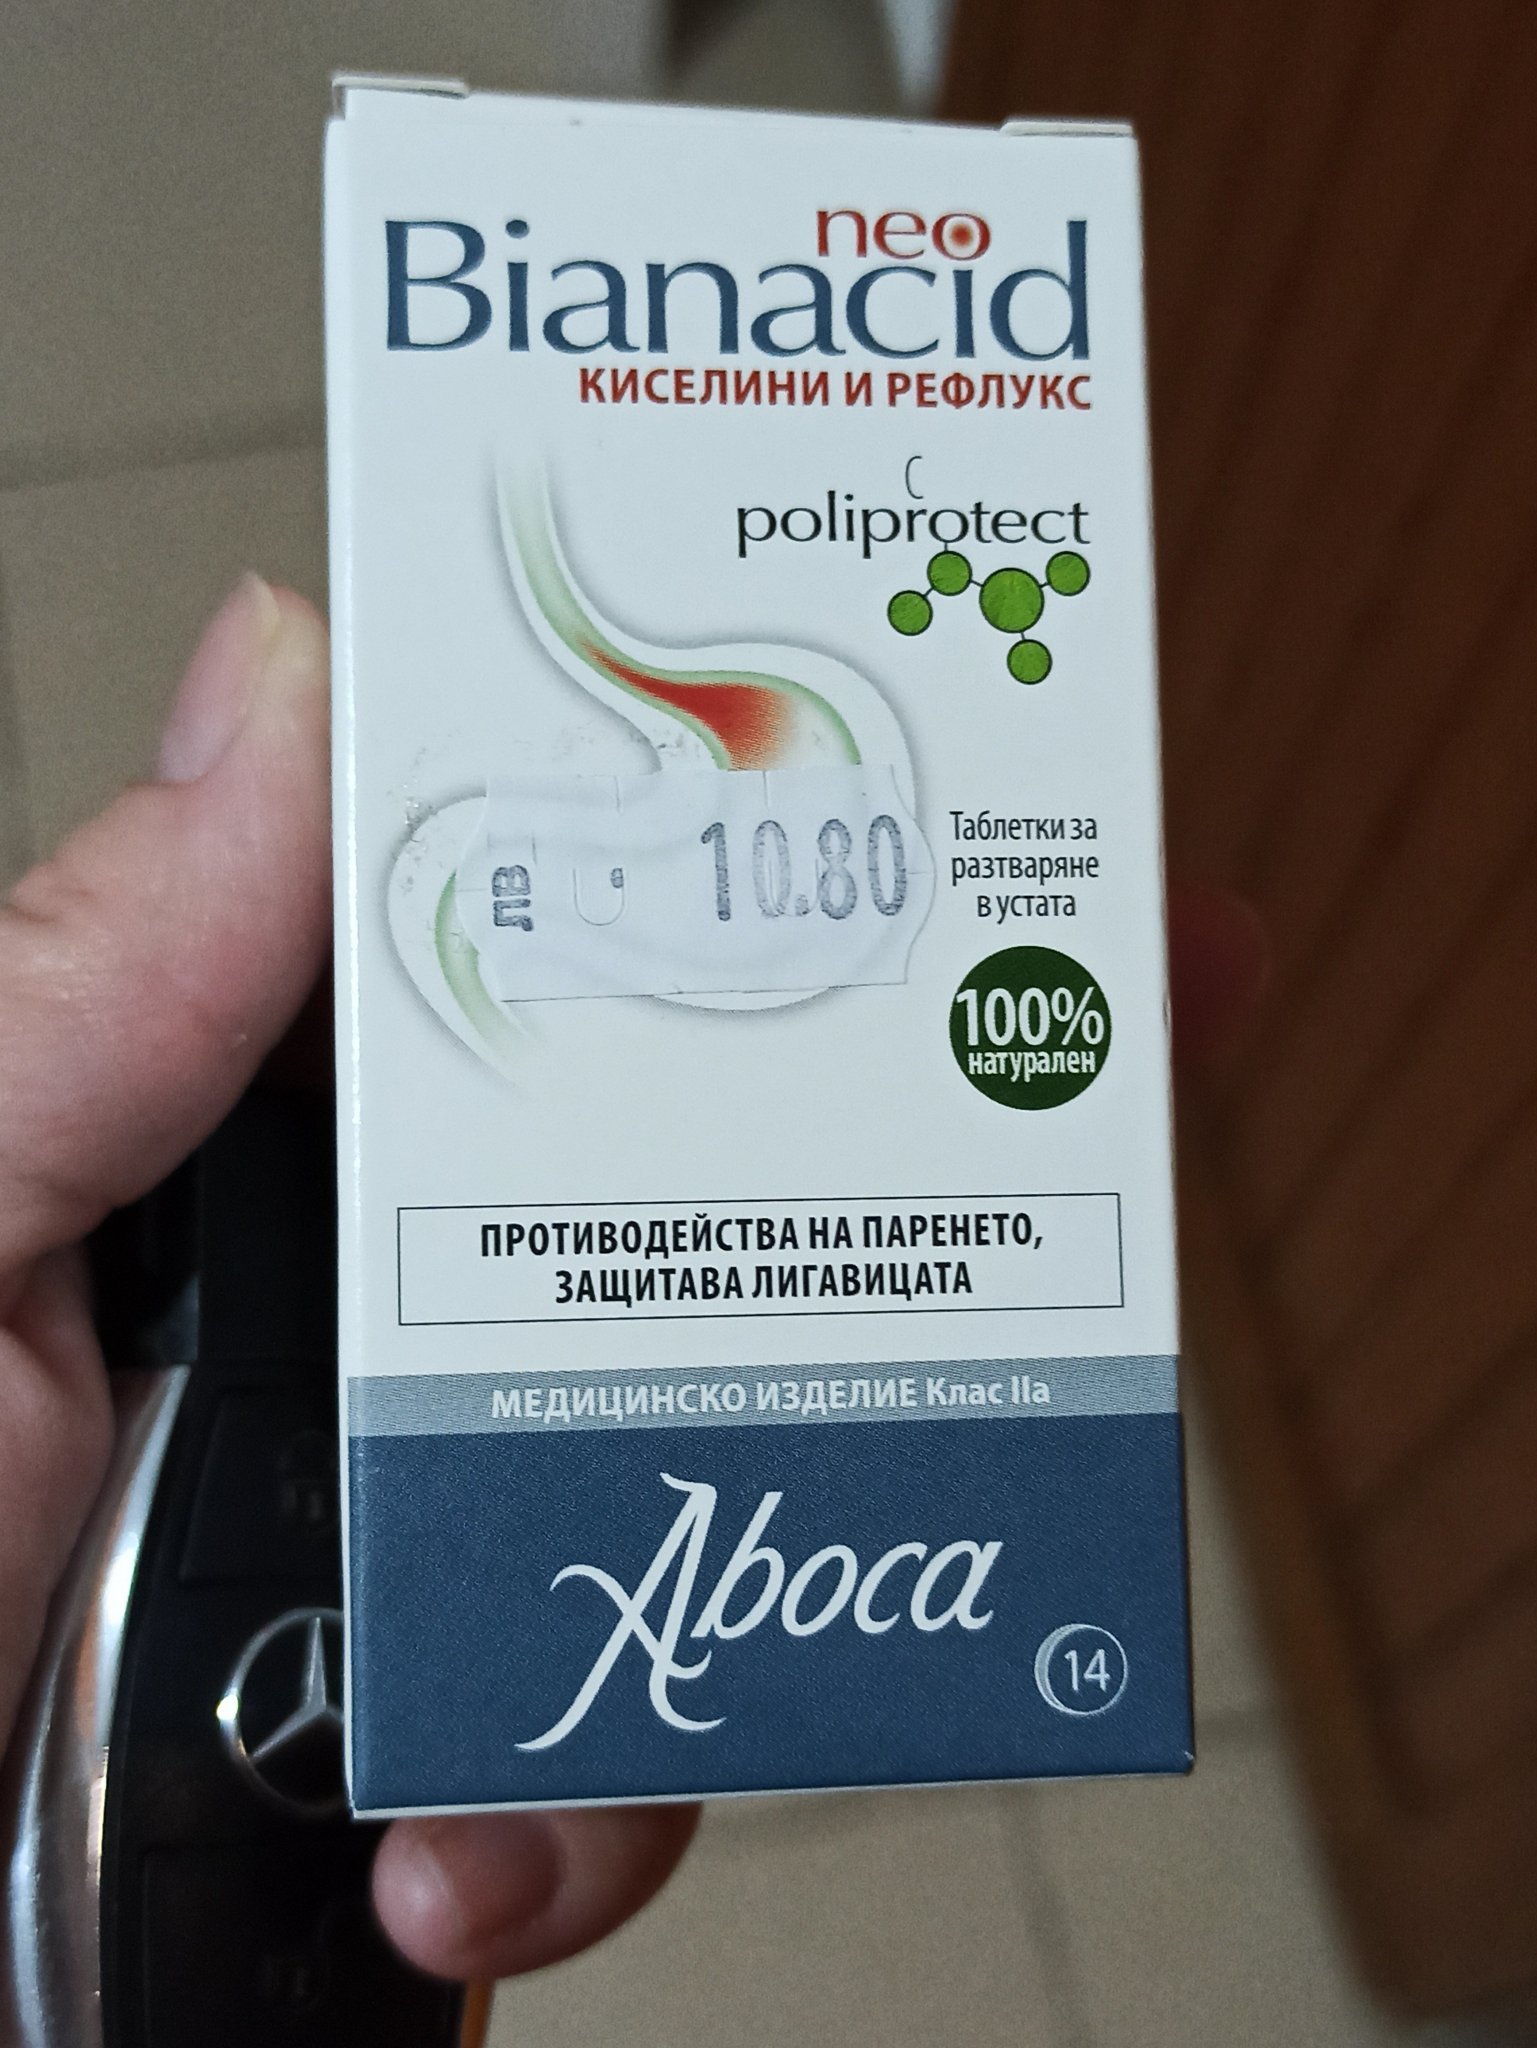 neo
Bianacid
КИСЕЛИНИ И РЕФЛУКС
poliprotect
лв 10.80
Таблетки за
разтваряне
в устата
100%
натурален
ПРОТИВОДЕЙСТВА НА ПАРЕНЕТО,
ЗАЩИТАВА ЛИГАВИЦАТА
МЕДИЦИНСКО ИЗДЕЛИЕ Клас IIa
Aboca
14